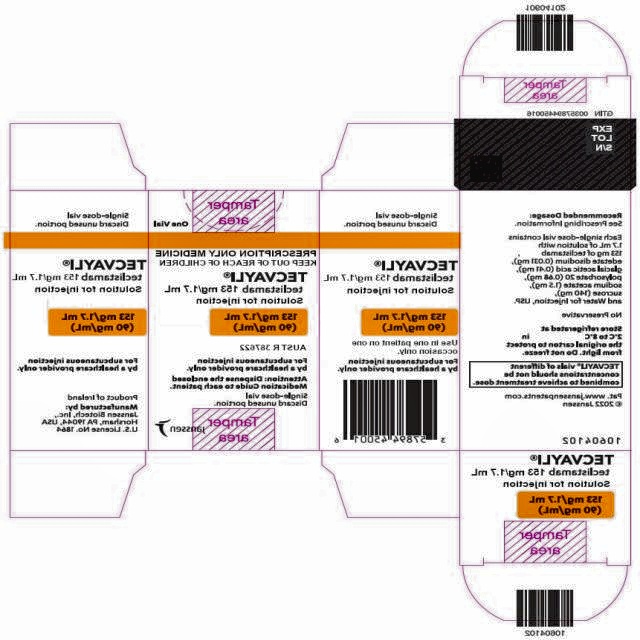 10604102
Tamper
area
GTIN 00357894450016
EXP
LOT
S/N
Recommended Dosage:
See Prescribing Information.
Each single-dose vial contains
1.7 mL of solution with
153 mg of teclistamab,
edetate disodium (0.031 mg),
glacial acetic acid (0.41 mg),
polysorbate 20 (0.68 mg),
sodium acetate (1.5 mg),
sucrose (140 mg),
and Water for Injection, USP.
No Preservative
Store refrigerated at
2°C to 8°C in
the original carton to protect
from light. Do not freeze.
TECVAYLI® vials of different
concentrations should not be
combined to achieve treatment dose.
Pat. www.janssenpatents.com
© 2022 Janssen
10604102
TECVAYLI®
teclistamab 153 mg/1.7 mL
Solution for injection
153 mg/1.7 mL
(90 mg/mL)
Tamper
area
10604102
Single-dose vial
Discard unused portion.
TECVAYLI®
teclistamab 153 mg/1.7 mL
Solution for injection
153 mg/1.7 mL
(90 mg/mL)
Use in one patient on one
occasion only.
For subcutaneous injection
by a healthcare provider only.
3 57894 45001 6
Tamper
area
One Vial
PRESCRIPTION ONLY MEDICINE
KEEP OUT OF REACH OF CHILDREN
TECVAYLI®
teclistamab 153 mg/1.7 mL
Solution for injection
153 mg/1.7 mL
(90 mg/mL)
AUST R 387622
For subcutaneous injection
by a healthcare provider only.
Attention: Dispense the enclosed
Medication Guide to each patient.
Single-dose vial
Discard unused portion.
Tamper
area
janssen
Single-dose vial
Discard unused portion.
TECVAYLI®
teclistamab 153 mg/1.7 mL
Solution for injection
153 mg/1.7 mL
(90 mg/mL)
For subcutaneous injection
by a healthcare provider only.
Product of Ireland
Manufactured by:
Janssen Biotech, Inc.,
Horsham, PA 19044, USA
U.S. License No. 1864